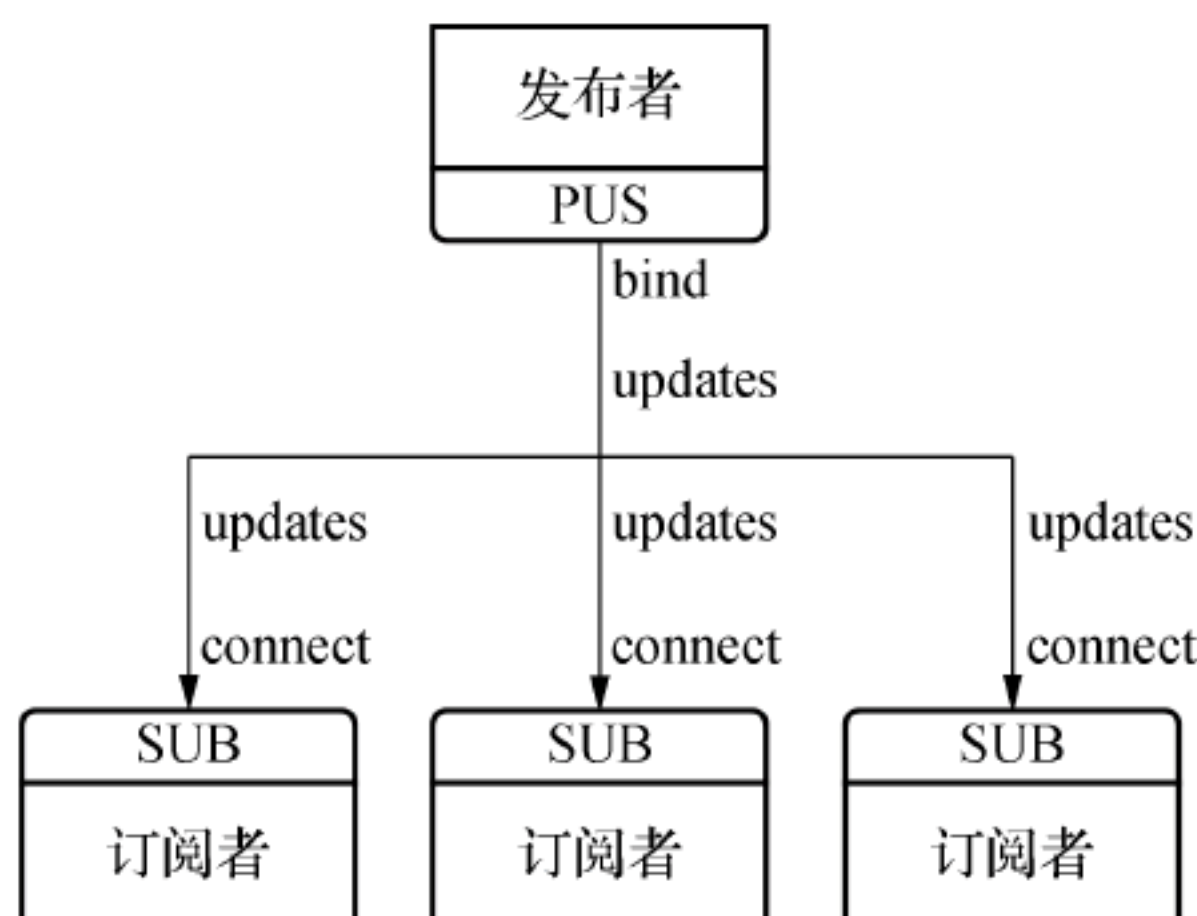 发布者
PUS
bind
updates
updates updates updates
connect connect connect
SUB SUB SUB
订阅者 订阅者 订阅者